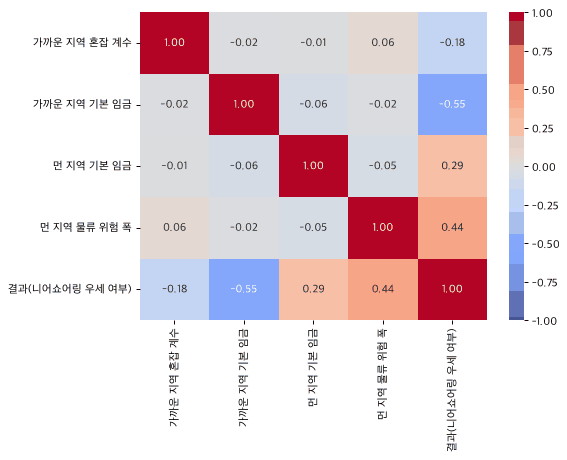 가까운 지역 혼잡 계수 1.00 -0.02 -0.01 0.06 -0.18
가까운 지역 기본 임금 -0.02 1.00 -0.06 -0.02 -0.55
먼 지역 기본 임금 -0.01 -0.06 1.00 -0.05 0.29
먼 지역 물류 위험 폭 0.06 -0.02 -0.05 1.00 0.44
결과(니어쇼어링 우세 여부) -0.18 -0.55 0.29 0.44 1.00
가까운 지역 혼잡 계수
가까운 지역 기본 임금
먼 지역 기본 임금
먼 지역 물류 위험 폭
결과(니어쇼어링 우세 여부)
1.00
0.75
0.50
0.25
0.00
-0.25
-0.50
-0.75
-1.00